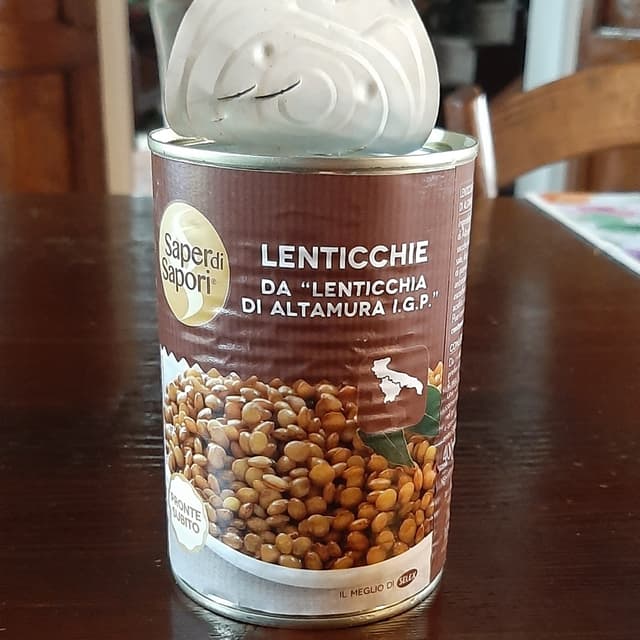 Saper di
Sapori®
LENTICCHIE
DA “LENTICCHIA
DI ALTAMURA I.G.P.”
PRONTE
SUBITO
IL MEGLIO DI SELEX